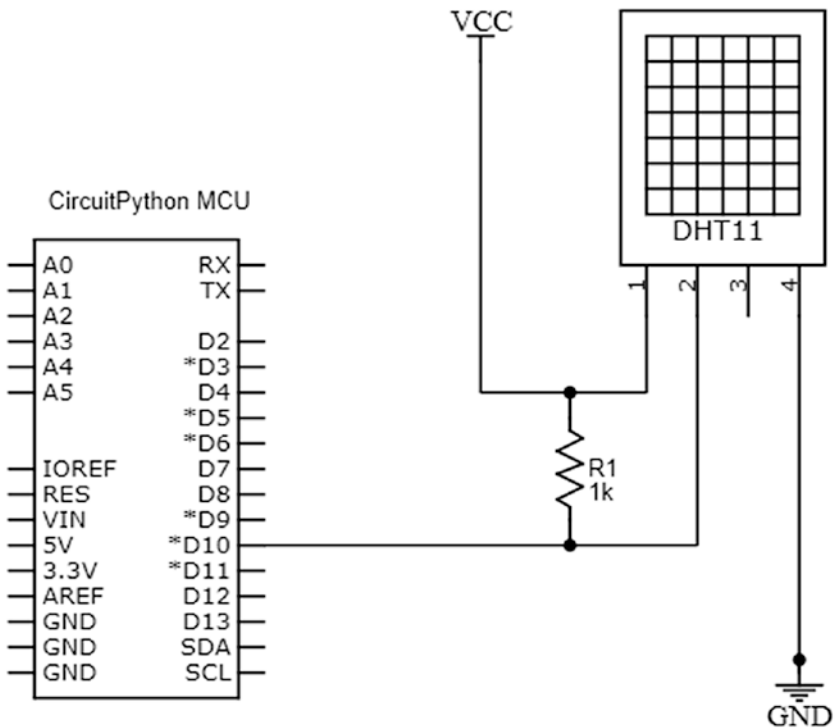 VCC
DHT11
1 2 3 4
CircuitPython MCU
A0 RX
A1 TX
A2
A3 D2
A4 *D3
A5 D4
*D5
*D6
IOREF D7
RES D8
VIN *D9
5V *D10
3.3V *D11
AREF D12
GND D13
GND SDA
GND SCL
R1
1k
GND